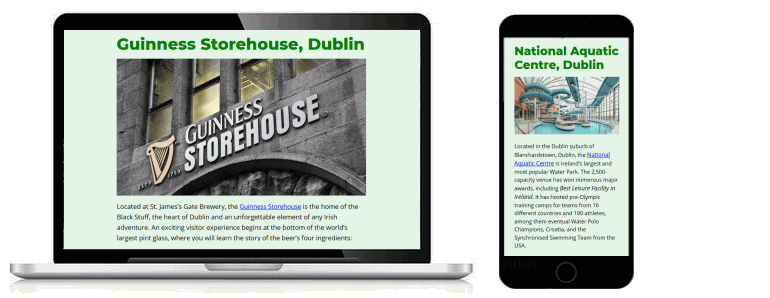 Guinness Storehouse, Dublin
GUINNESS
STOREHOUSE
ESTD 1759
Located at St. James's Gate Brewery, the Guinness Storehouse is the home of the
Black Stuff, the heart of Dublin and an unforgettable element of any Irish
adventure. An exciting visitor experience begins at the bottom of the world's
largest pint glass, where you will learn the story of the beer's four ingredients:
National Aquatic
Centre, Dublin
Located in the Dublin suburb of
Blanchardstown, Dublin, the National
Aquatic Centre is Ireland's largest and
most popular Water Park. The 2,500-
capacity venue has won numerous major
awards, including Best Leisure Facility in
Ireland. It has hosted pre-Olympic
training camps for teams from 16
different countries and 190 athletes,
among them eventual Water Polo
Champions, Croatia, and the
Synchronised Swimming Team from the
USA.